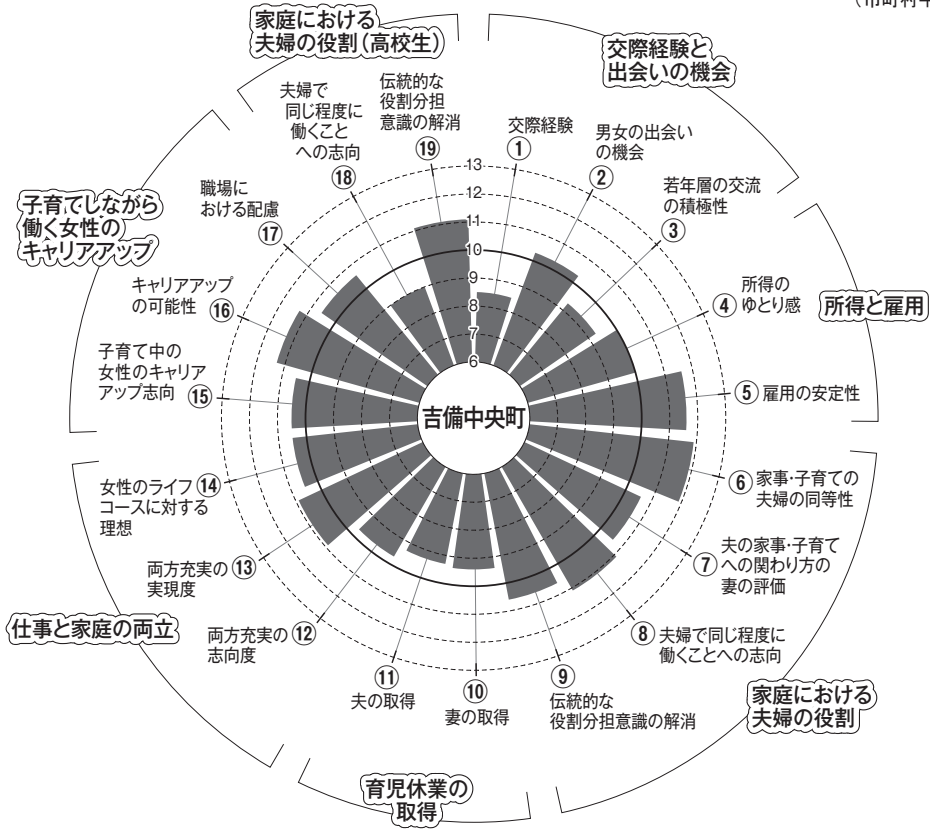 （市町村平
家庭における
夫婦の役割（高校生）
交際経験と
出会いの機会
夫婦で
同じ程度に
働くこと
への志向
⑱
伝統的な
役割分担
意識の解消
⑲
交際経験
①
男女の出会い
の機会
②
若年層の交流
の積極性
③
職場に
おける配慮
⑰
子育てしながら
働く女性の
キャリアアップ
キャリアアップ
の可能性 ⑯
④ 所得の
ゆとり感
所得と雇用
子育て中の
女性のキャリア
アップ志向 ⑮
⑤ 雇用の安定性
13
12
11
10
9
8
7
6
吉備中央町
女性のライフ ⑭
コースに対する
理想
⑥ 家事・子育ての
夫婦の同等性
両方充実の ⑬
実現度
夫の家事・子育て
⑦ への関わり方の
妻の評価
仕事と家庭の両立
両方充実の ⑫
志向度
⑧ 夫婦で同じ程度に
働くことへの志向
⑪
夫の取得
⑩
妻の取得
⑨
伝統的な
役割分担意識の解消
家庭における
夫婦の役割
育児休業の
取得